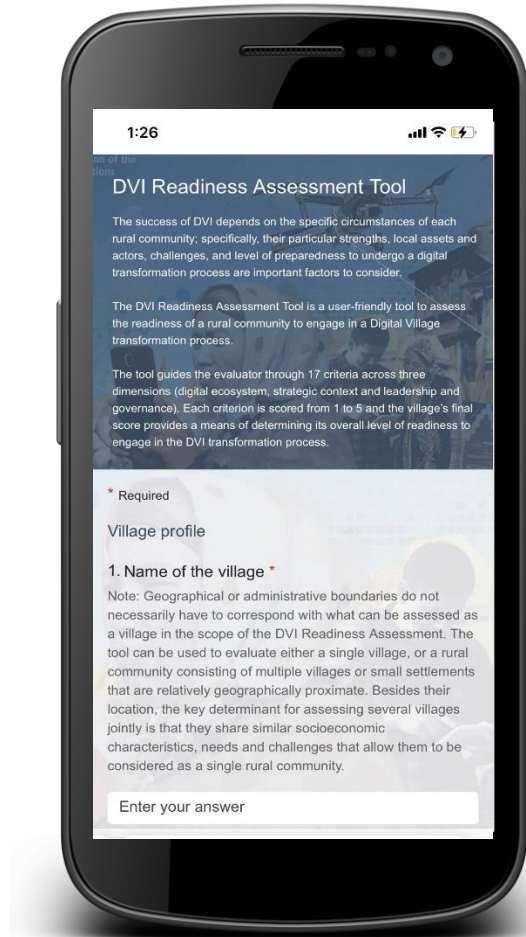 1:26
on of the
tions
DVI Readiness Assessment Tool
The success of DVI depends on the specific circumstances of each
rural community; specifically, their particular strengths, local assets and
actors, challenges, and level of preparedness to undergo a digital
transformation process are important factors to consider.
The DVI Readiness Assessment Tool is a user-friendly tool to assess
the readiness of a rural community to engage in a Digital Village
transformation process.
The tool guides the evaluator through 17 criteria across three
dimensions (digital ecosystem, strategic context and leadership and
governance). Each criterion is scored from 1 to 5 and the village's final
score provides a means of determining its overall level of readiness to
engage in the DVI transformation process.
* Required
Village profile
1. Name of the village *
Note: Geographical or administrative boundaries do not
necessarily have to correspond with what can be assessed as
a village in the scope of the DVI Readiness Assessment. The
tool can be used to evaluate either a single village, or a rural
community consisting of multiple villages or small settlements
that are relatively geographically proximate. Besides their
location, the key determinant for assessing several villages
jointly is that they share similar socioeconomic
characteristics, needs and challenges that allow them to be
considered as a single rural community.
Enter your answer